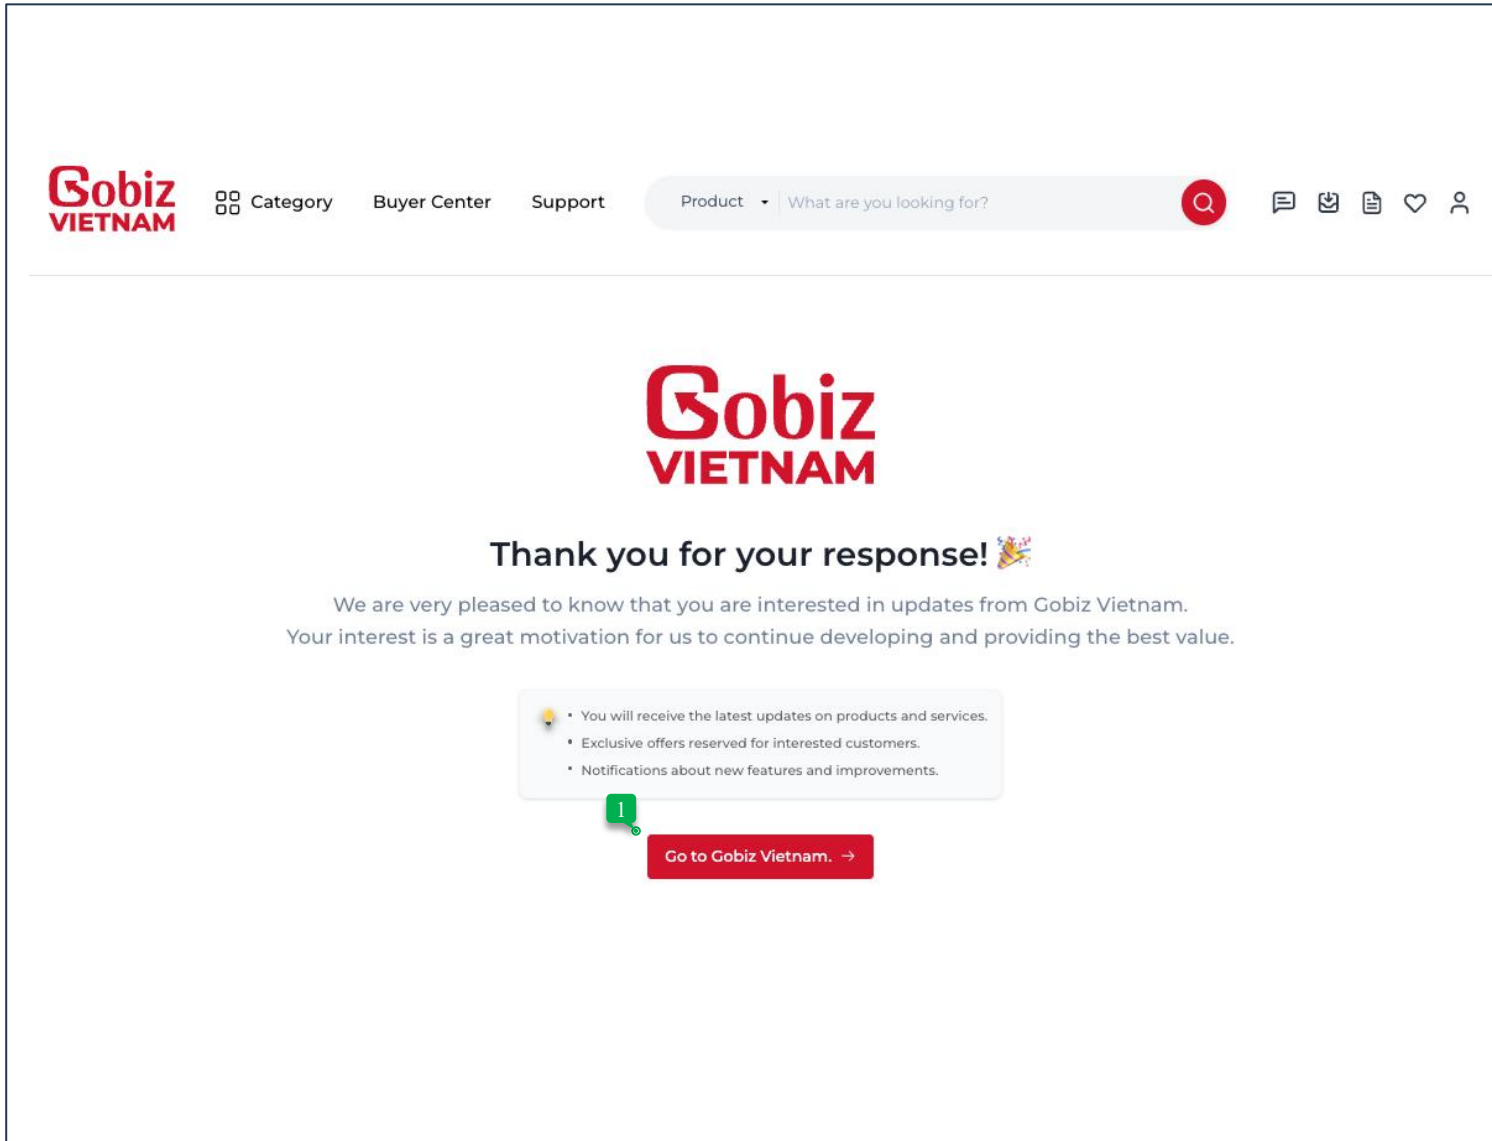 Gobiz
VIETNAM
Category
Buyer Center
Support
Product
What are you looking for?
Gobiz
VIETNAM
Thank you for your response! 🎉
We are very pleased to know that you are interested in updates from Gobiz Vietnam.
Your interest is a great motivation for us to continue developing and providing the best value.
• You will receive the latest updates on products and services.
• Exclusive offers reserved for interested customers.
• Notifications about new features and improvements.
1
Go to Gobiz Vietnam. →